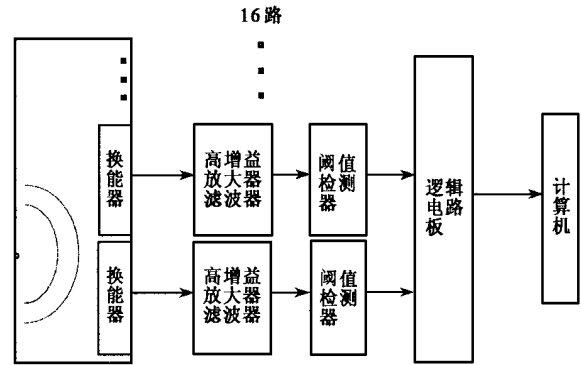 16路
换能器
高增益
放大器
滤波器
阈值
检测
器
逻辑
电路
板
计算机
换能器
高增益
放大器
滤波器
阈值
检测
器